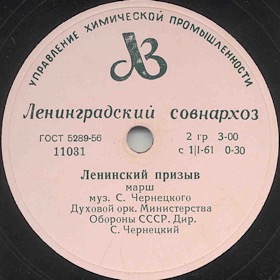 УПРАВЛЕНИЕ ХИМИЧЕСКОЙ ПРОМЫШЛЕННОСТИ
ЛЗ
Ленинградский совнархоз
ГОСТ 5289-56 2 гр 3-00
11031 с 1|I-61 0-30
Ленинский призыв
марш
муз. С. Чернецкого
Духовой орк. Министерства
Обороны СССР. Дир.
С. Чернецкий